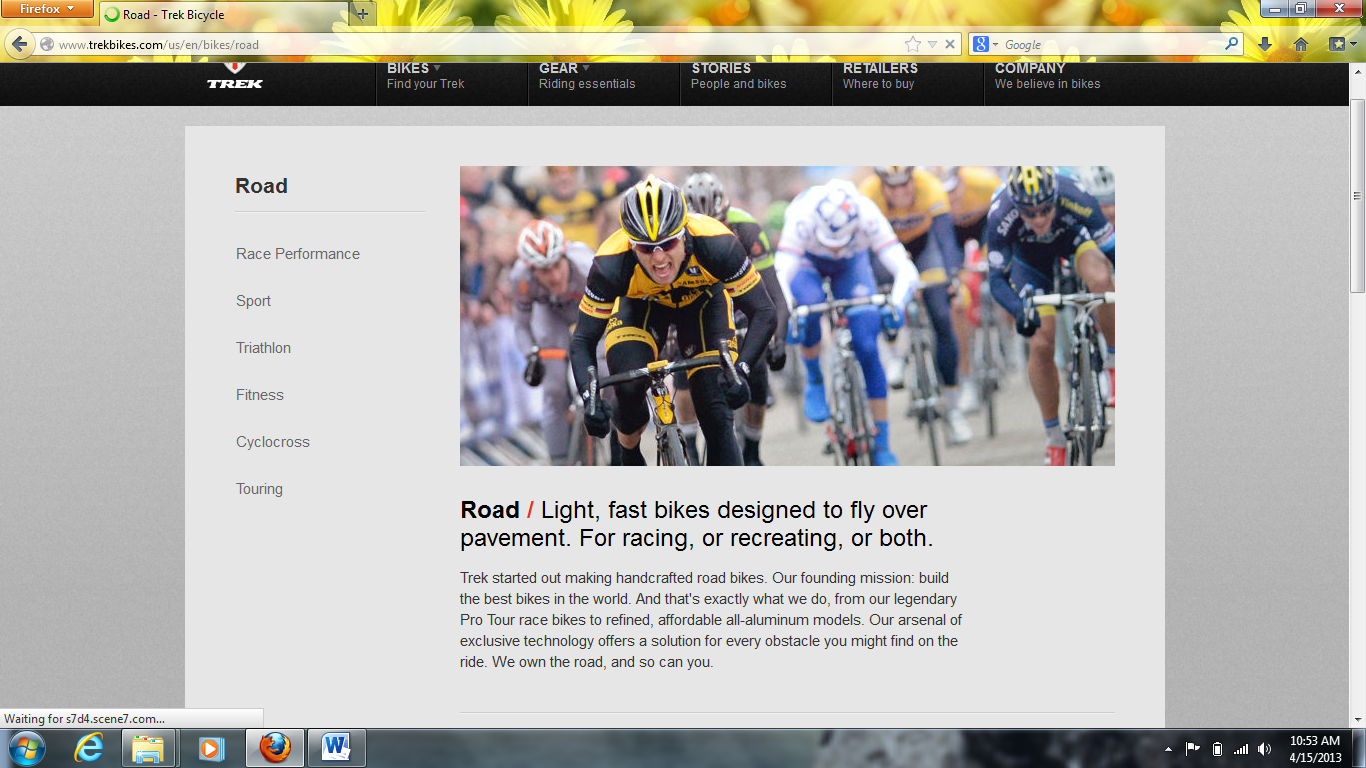 Firefox
Road - Trek Bicycle
www.trekbikes.com/us/en/bikes/road
Google
TREK
BIKES
Find your Trek
GEAR
Riding essentials
STORIES
People and bikes
RETAILERS
Where to buy
COMPANY
We believe in bikes
Road
Race Performance
Sport
Triathlon
Fitness
Cyclocross
Touring
SAXO
Tinkoff
TREK
Road / Light, fast bikes designed to fly over
pavement. For racing, or recreating, or both.
Trek started out making handcrafted road bikes. Our founding mission: build
the best bikes in the world. And that's exactly what we do, from our legendary
Pro Tour race bikes to refined, affordable all-aluminum models. Our arsenal of
exclusive technology offers a solution for every obstacle you might find on the
ride. We own the road, and so can you.
Waiting for s7d4.scene7.com...
10:53 AM
4/15/2013